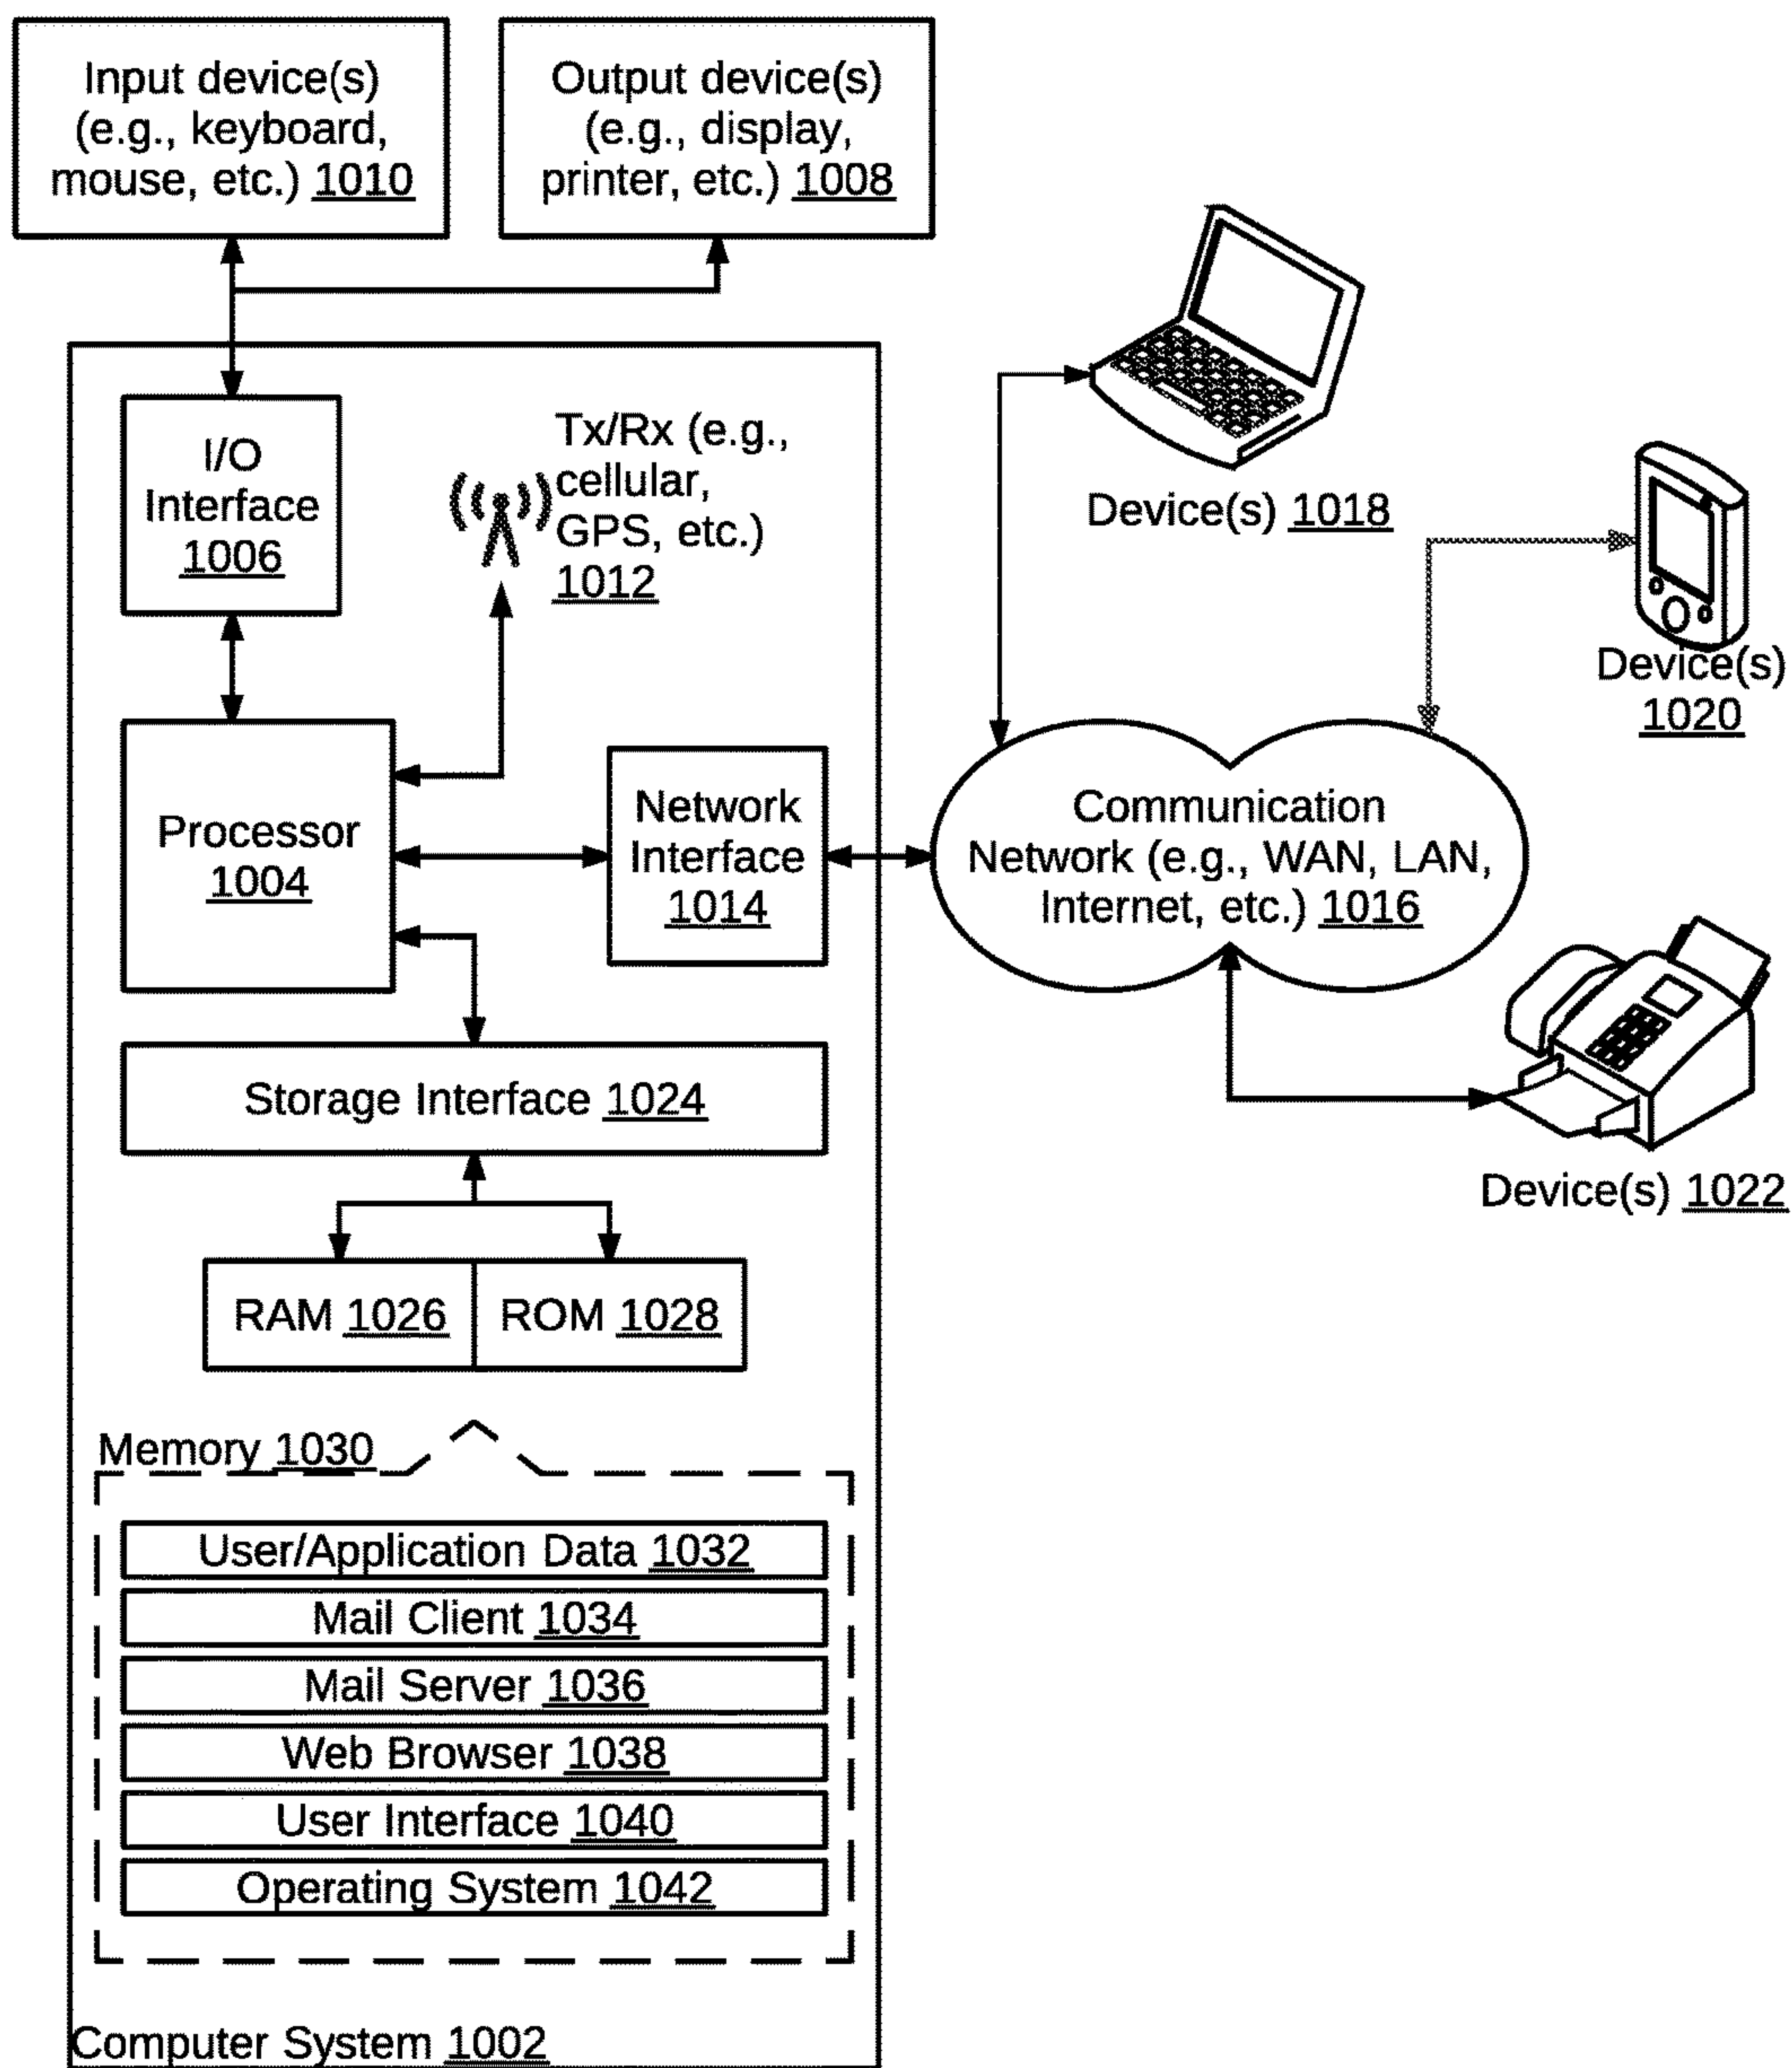 Input device(s)
(e.g., keyboard,
mouse, etc.) 1010
Output device(s)
(e.g., display,
printer, etc.) 1008
I/O
Interface
1006
Tx/Rx (e.g.,
cellular,
GPS, etc.)
1012
Device(s) 1018
Device(s)
1020
Processor
1004
Network
Interface
1014
Communication
Network (e.g., WAN, LAN,
Internet, etc.) 1016
Storage Interface 1024
Device(s) 1022
RAM 1026
ROM 1028
Memory 1030
User/Application Data 1032
Mail Client 1034
Mail Server 1036
Web Browser 1038
User Interface 1040
Operating System 1042
Computer System 1002